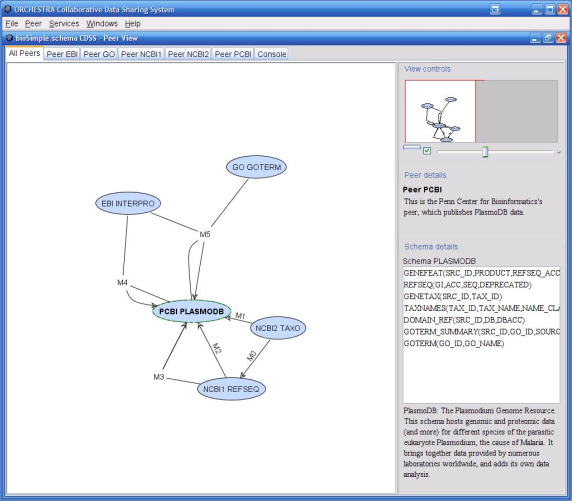 ORCHESTRA Collaborative Data Sharing System
File Peer Services Windows Help
bioSimple.schema CDSS - Peer View
All Peers Peer EBI Peer GO Peer NCBI1 Peer NCBI2 Peer PCBI Console
View controls
GO GOTERM
EBI INTERPRO
M5
M4
PCBI PLASMODB
M1
NCBI2 TAXO
M2
M0
M3
NCBI1 REFSEQ
Peer details
Peer PCBI
This is the Penn Center for Bioinformatics's
peer, which publishes PlasmoDB data.
Schema details
Schema PLASMODB
GENEFEAT(SRC_ID,PRODUCT,REFSEQ_ACC
REFSEQ(GI,ACC,SEQ,DEPRECATED)
GENETAX(SRC_ID,TAX_ID)
TAXNAMES(TAX_ID,TAX_NAME,NAME_CLA
DOMAIN_REF(SRC_ID,DB,DBACC)
GOTERM_SUMMARY(SRC_ID,GO_ID,SOURC
GOTERM(GO_ID,GO_NAME)
PlasmoDB: The Plasmodium Genome Resource.
This schema hosts genomic and proteomic data
(and more) for different species of the parasitic
eukaryote Plasmodium, the cause of Malaria. It
brings together data provided by numerous
laboratories worldwide, and adds its own data
analysis.